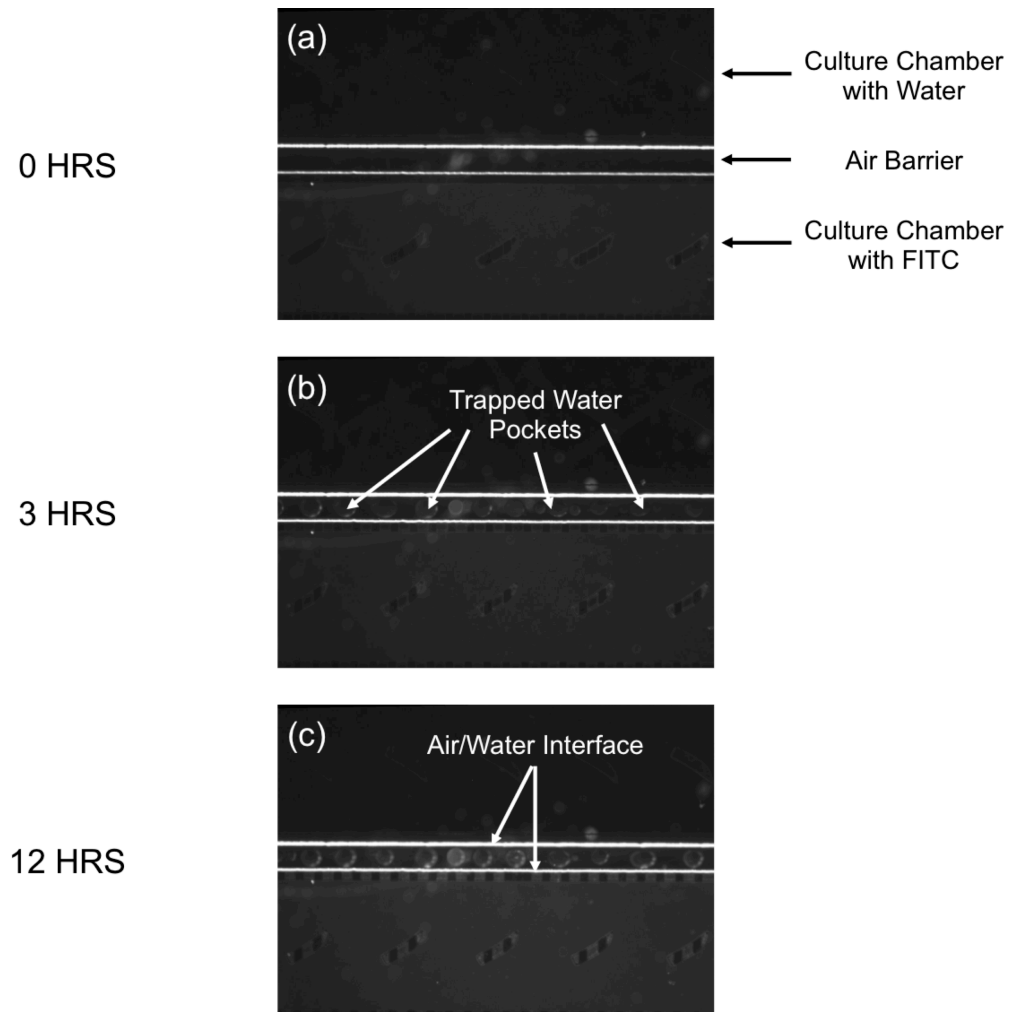 (a)
Culture Chamber
with Water
0 HRS
Air Barrier
Culture Chamber
with FITC
(b)
Trapped Water
Pockets
3 HRS
(c)
Air/Water Interface
12 HRS